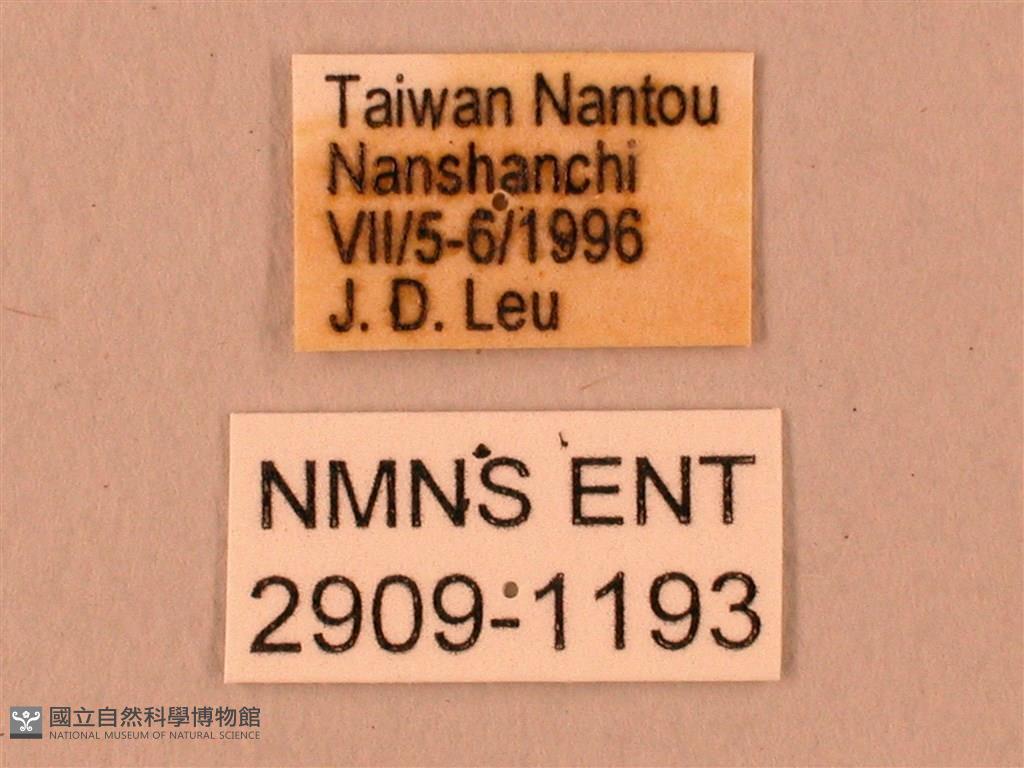 Taiwan Nantou
Nanshanchi
VII/5-6/1996
J. D. Leu
NMNS ENT
2909-1193
國立自然科學博物館
NATIONAL MUSEUM OF NATURAL SCIENCE